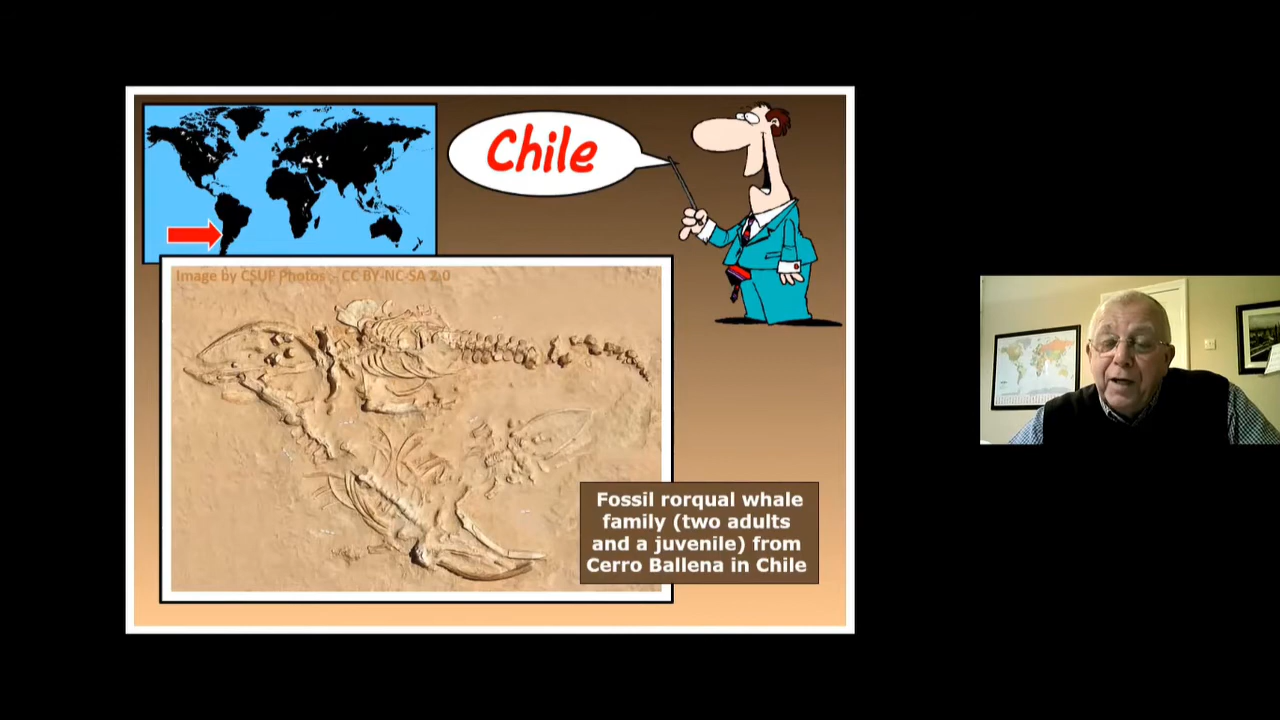 Chile
Image by CSUF Photos - CC BY-NC-SA 2.0
Fossil rorqual whale
family (two adults
and a juvenile) from
Cerro Ballena in Chile